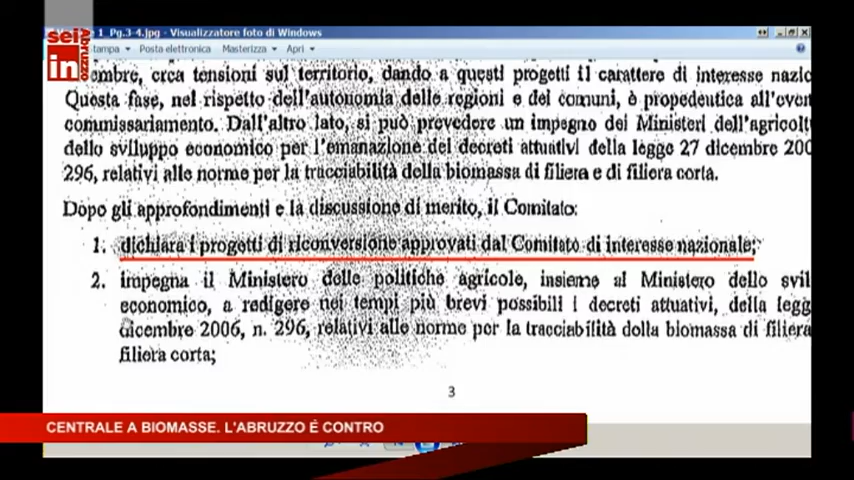 1_Pg.3-4.jpg - Visualizzatore foto di Windows
sei in Abruzzo
tampa Posta elettronica Masterizza Apri
embre, crea tensioni sul territorio, dando a questi progetti il carattere di interesse nazio
Questa fase, nel rispetto dell'autonomia delle regioni e dei comuni, è propedeutica all'even
commissariamento. Dall'altro lato, si può prevedere un impegno dei Ministeri dell'agricolt
dello sviluppo economico per l'emanazione dei decreti attuativi della legge 27 dicembre 200
296, relativi alle norme per la tracciabilità della biomassa di filiera e di filiera corta.
Dopo gli approfondimenti e la discussione di merito, il Comitato:
1. dichiara i progetti di riconversione approvati dal Comitato di interesse nazionale;
2. impegna il Ministero delle politiche agricole, insieme al Ministero dello svil
economico, a redigere nei tempi più brevi possibili i decreti attuativi, della legg
dicembre 2006, n. 296, relativi alle norme per la tracciabilità della biomassa di filiera
filiera corta;
3
CENTRALE A BIOMASSE. L'ABRUZZO É CONTRO